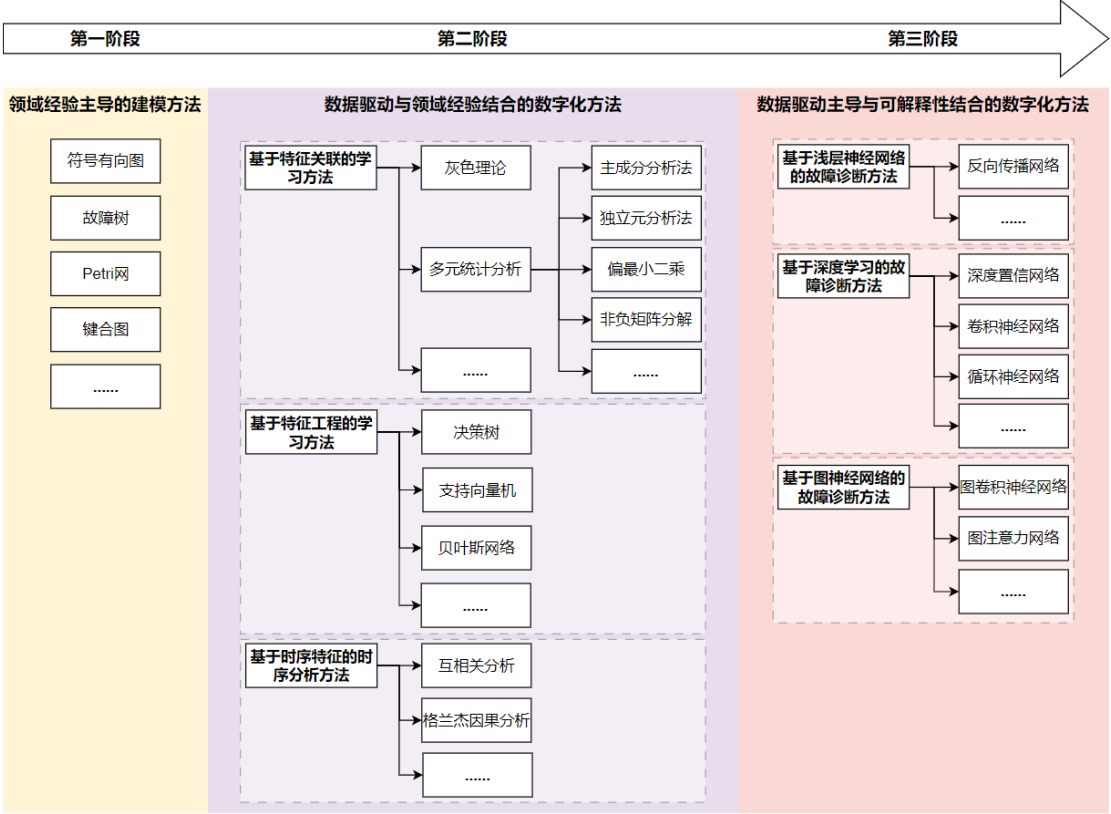 第一阶段
第二阶段
第三阶段
领域经验主导的建模方法
符号有向图
故障树
Petri网
键合图
......
数据驱动与领域经验结合的数字化方法
基于特征关联的学
习方法
灰色理论
多元统计分析
......
主成分分析法
独立元分析法
偏最小二乘
非负矩阵分解
......
基于特征工程的学
习方法
决策树
支持向量机
贝叶斯网络
......
基于时序特征的时
序分析方法
互相关分析
格兰杰因果分析
......
数据驱动主导与可解释性结合的数字化方法
基于浅层神经网络
的故障诊断方法
反向传播网络
......
基于深度学习的故
障诊断方法
深度置信网络
卷积神经网络
循环神经网络
......
基于图神经网络的
故障诊断方法
图卷积神经网络
图注意力网络
......